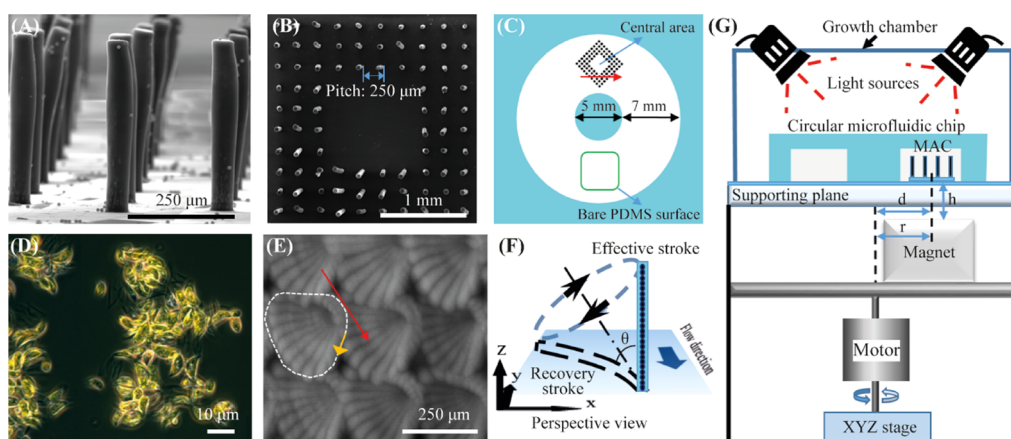 (A)
250 μm
(B)
Pitch: 250 μm
1 mm
(C)
Central area
5 mm
7 mm
Bare PDMS surface
(D)
10 μm
(E)
250 μm
(F)
Effective stroke
θ
Flow direction
Recovery
stroke
z
y
x
Perspective view
(G)
Growth chamber
Light sources
Circular microfluidic chip
MAC
Supporting plane
d
h
r
Magnet
Motor
XYZ stage